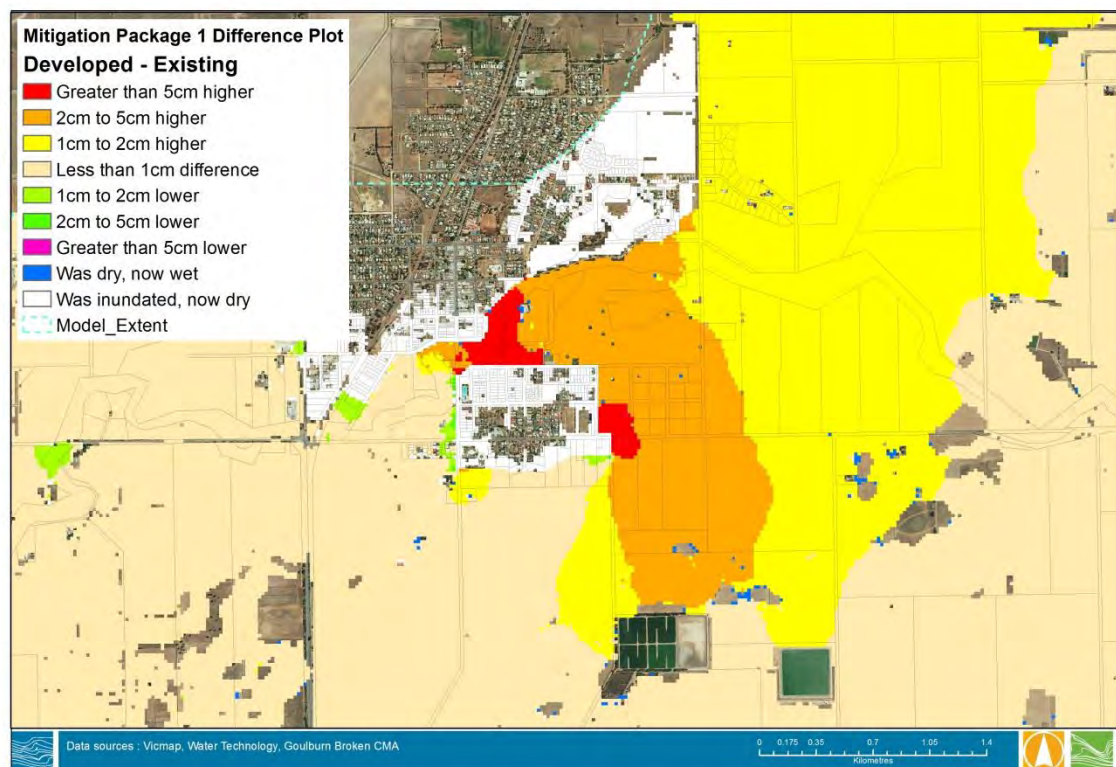 Mitigation Package 1 Difference Plot
Developed - Existing
Greater than 5cm higher
2cm to 5cm higher
1cm to 2cm higher
Less than 1cm difference
1cm to 2cm lower
2cm to 5cm lower
Greater than 5cm lower
Was dry, now wet
Was inundated, now dry
Model_Extent
Data sources : Vicmap, Water Technology, Goulburn Broken CMA
0 0.175 0.35 0.7 1.05 1.4
Kilometres